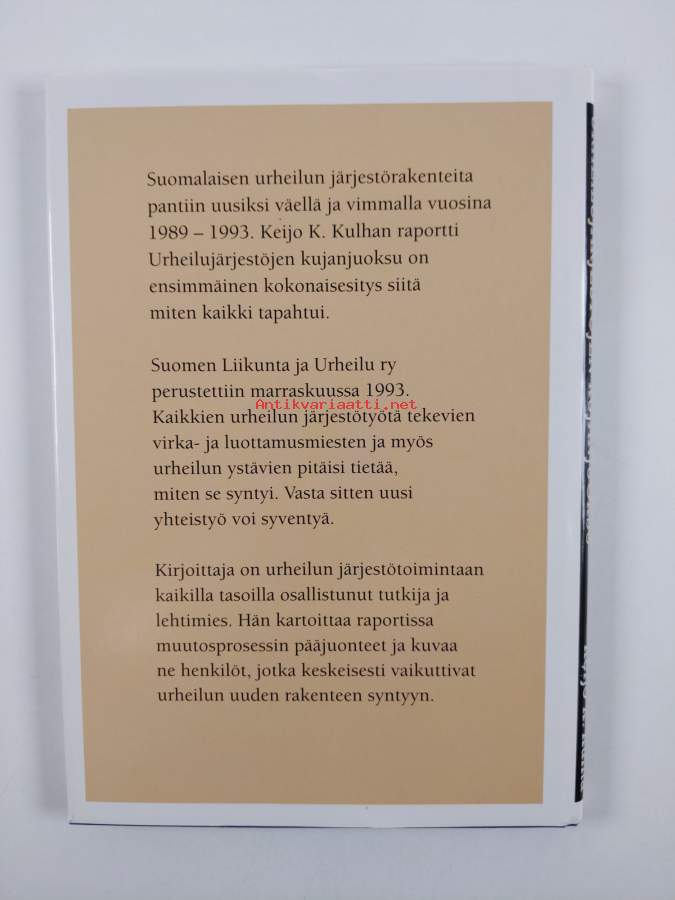 Suomalaisen urheilun järjestörakenteita
pantiin uusiksi väellä ja vimmalla vuosina
1989 – 1993. Keijo K. Kulhan raportti
Urheilujärjestöjen kujanjuoksu on
ensimmäinen kokonaisesitys siitä
miten kaikki tapahtui.
Suomen Liikunta ja Urheilu ry
perustettiin marraskuussa 1993.
Antikvariaatti.net
Kaikkien urheilun järjestötyötä tekevien
virka- ja luottamusmiesten ja myös
urheilun ystävien pitäisi tietää,
miten se syntyi. Vasta sitten uusi
yhteistyö voi syventyä.
Kirjoittaja on urheilun järjestötoimintaan
kaikilla tasoilla osallistunut tutkija ja
lehtimies. Hän kartoittaa raportissa
muutosprosessin pääjuonteet ja kuvaa
ne henkilöt, jotka keskeisesti vaikuttivat
urheilun uuden rakenteen syntyyn.